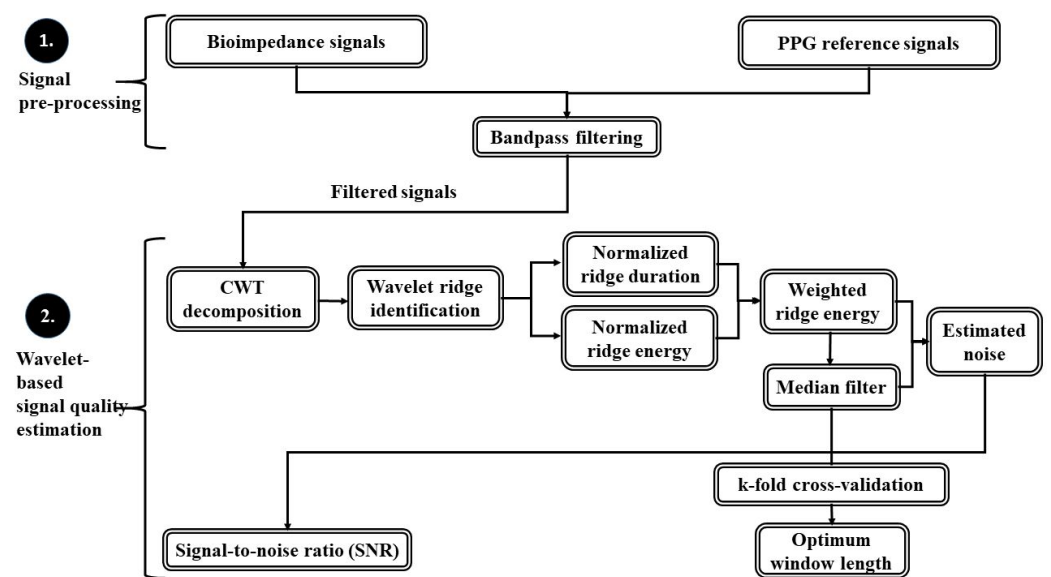 1.
Signal
pre-processing
Bioimpedance signals
PPG reference signals
Bandpass filtering
Filtered signals
2.
Wavelet-
based
signal quality
estimation
CWT
decomposition
Wavelet ridge
identification
Normalized
ridge duration
Normalized
ridge energy
Weighted
ridge energy
Median filter
Estimated
noise
k-fold cross-validation
Signal-to-noise ratio (SNR)
Optimum
window length